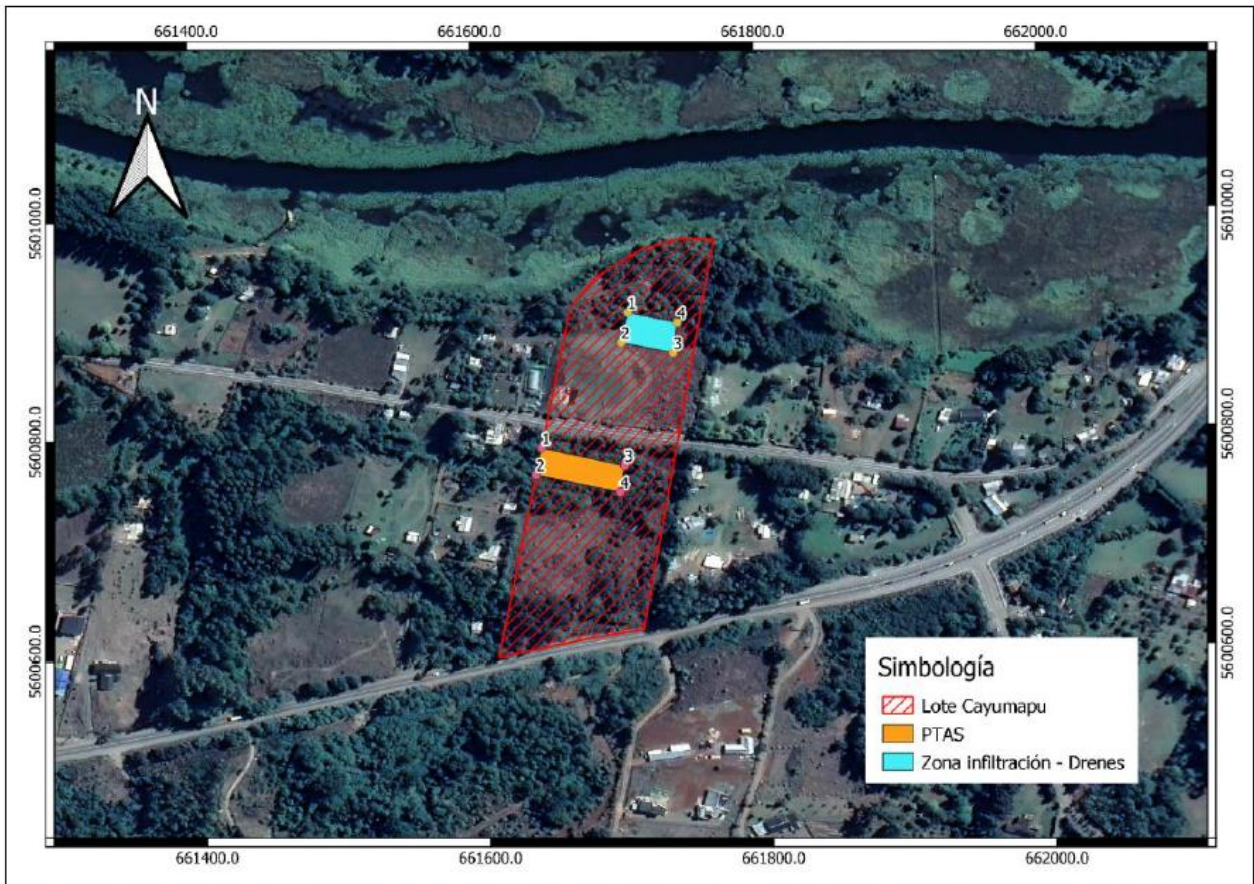 661400.0 661600.0 661800.0 662000.0
N
5601000.0 5601000.0
1 4
2 3
5600800.0 5600800.0
1 3
2 4
5600600.0 5600600.0
Simbología
Lote Cayumapu
PTAS
Zona infiltración - Drenes
661400.0 661600.0 661800.0 662000.0